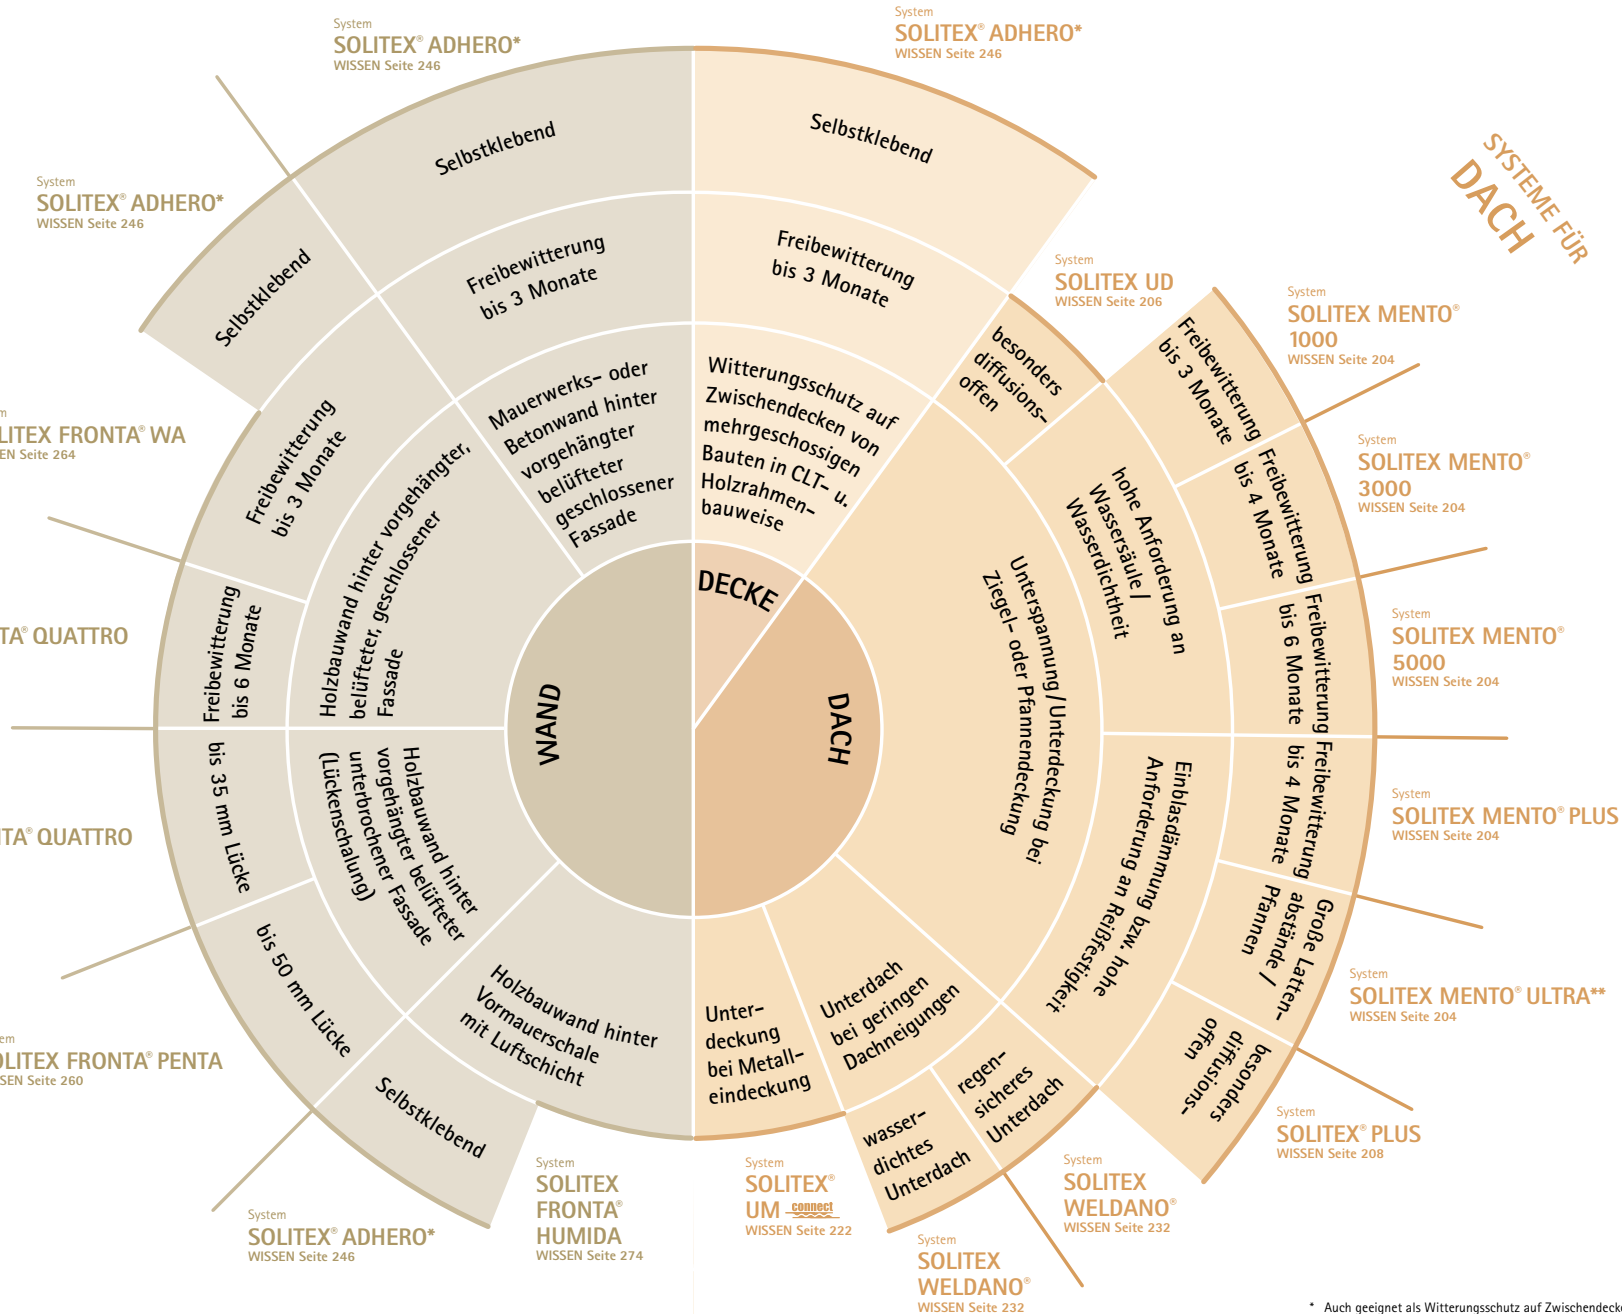 System
SOLITEX® ADHERO*
WISSEN Seite 246
System
SOLITEX® ADHERO*
WISSEN Seite 246
System
SOLITEX® ADHERO*
WISSEN Seite 246
SYSTEME FÜR
DACH
Selbstklebend
Selbstklebend
Selbstklebend
Freibewitterung
bis 3 Monate
Freibewitterung
bis 3 Monate
Freibewitterung
bis 3 Monate
Mauerwerks- oder
Betonwand hinter
vorgehängter
belüfteter
geschlossener
Fassade
Witterungsschutz auf
Zwischendecken von
mehrgeschossigen
Bauten in CLT- u.
Holzrahmen-
bauweise
besonders
diffusions-
offen
System
SOLITEX UD
WISSEN Seite 206
Freibewitterung
bis 3 Monate
System
SOLITEX MENTO®
1000
WISSEN Seite 204
Freibewitterung
bis 4 Monate
System
SOLITEX MENTO®
3000
WISSEN Seite 204
Freibewitterung
bis 6 Monate
System
SOLITEX MENTO®
5000
WISSEN Seite 204
hohe Anforderung an
Wassersäule /
Wasserdichtheit
Unterspannung/Unterdeckung bei
Ziegel- oder Pfannendeckung
DECKE
DACH
WAND
Holzbauwand hinter vorgehängter,
belüfteter, geschlossener
Fassade
LITEX FRONTA® WA
EN Seite 264
Freibewitterung
bis 6 Monate
TA® QUATTRO
bis 35 mm Lücke
TA® QUATTRO
Holzbauwand hinter
vorgehängter belüfteter
unterbrochener Fassade
(Lückenschalung)
bis 50 mm Lücke
OLITEX FRONTA® PENTA
SSEN Seite 260
Einblasdämmung bzw. hohe
Anforderung an Reißfestigkeit
Freibewitterung
bis 4 Monate
System
SOLITEX MENTO® PLUS
WISSEN Seite 204
Große Latten-
abstände /
Pfannen
System
SOLITEX MENTO® ULTRA**
WISSEN Seite 204
besonders
diffusions-
offen
System
SOLITEX® PLUS
WISSEN Seite 208
Holzbauwand hinter
Vormauerschale
mit Luftschicht
Selbstklebend
System
SOLITEX® ADHERO*
WISSEN Seite 246
System
SOLITEX
FRONTA®
HUMIDA
WISSEN Seite 274
Unter-
deckung
bei Metall-
eindeckung
System
SOLITEX®
UM connect
WISSEN Seite 222
Unterdach
bei geringen
Dachneigungen
wasser-
dichtes
Unterdach
System
SOLITEX
WELDANO®
WISSEN Seite 232
regen-
sicheres
Unterdach
System
SOLITEX
WELDANO®
WISSEN Seite 232
* Auch geeignet als Witterungsschutz auf Zwischendeck